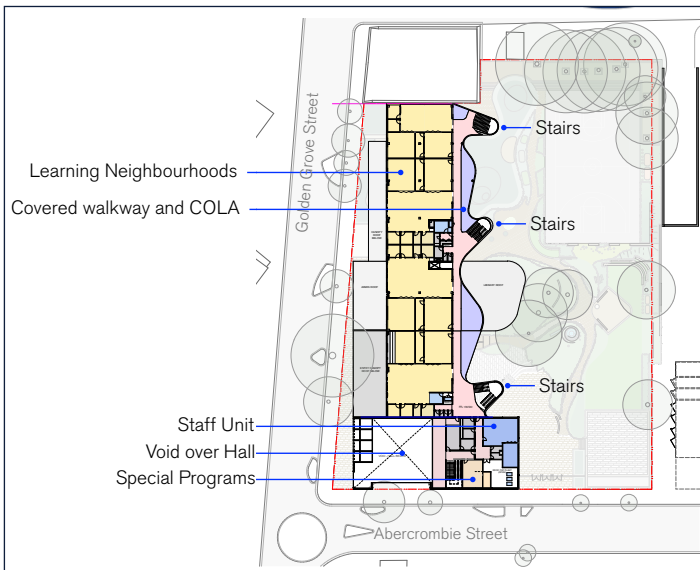 Golden Grove Street
Stairs
Learning Neighbourhoods
Covered walkway and COLA
Stairs
Stairs
Staff Unit
Void over Hall
Special Programs
Abercrombie Street